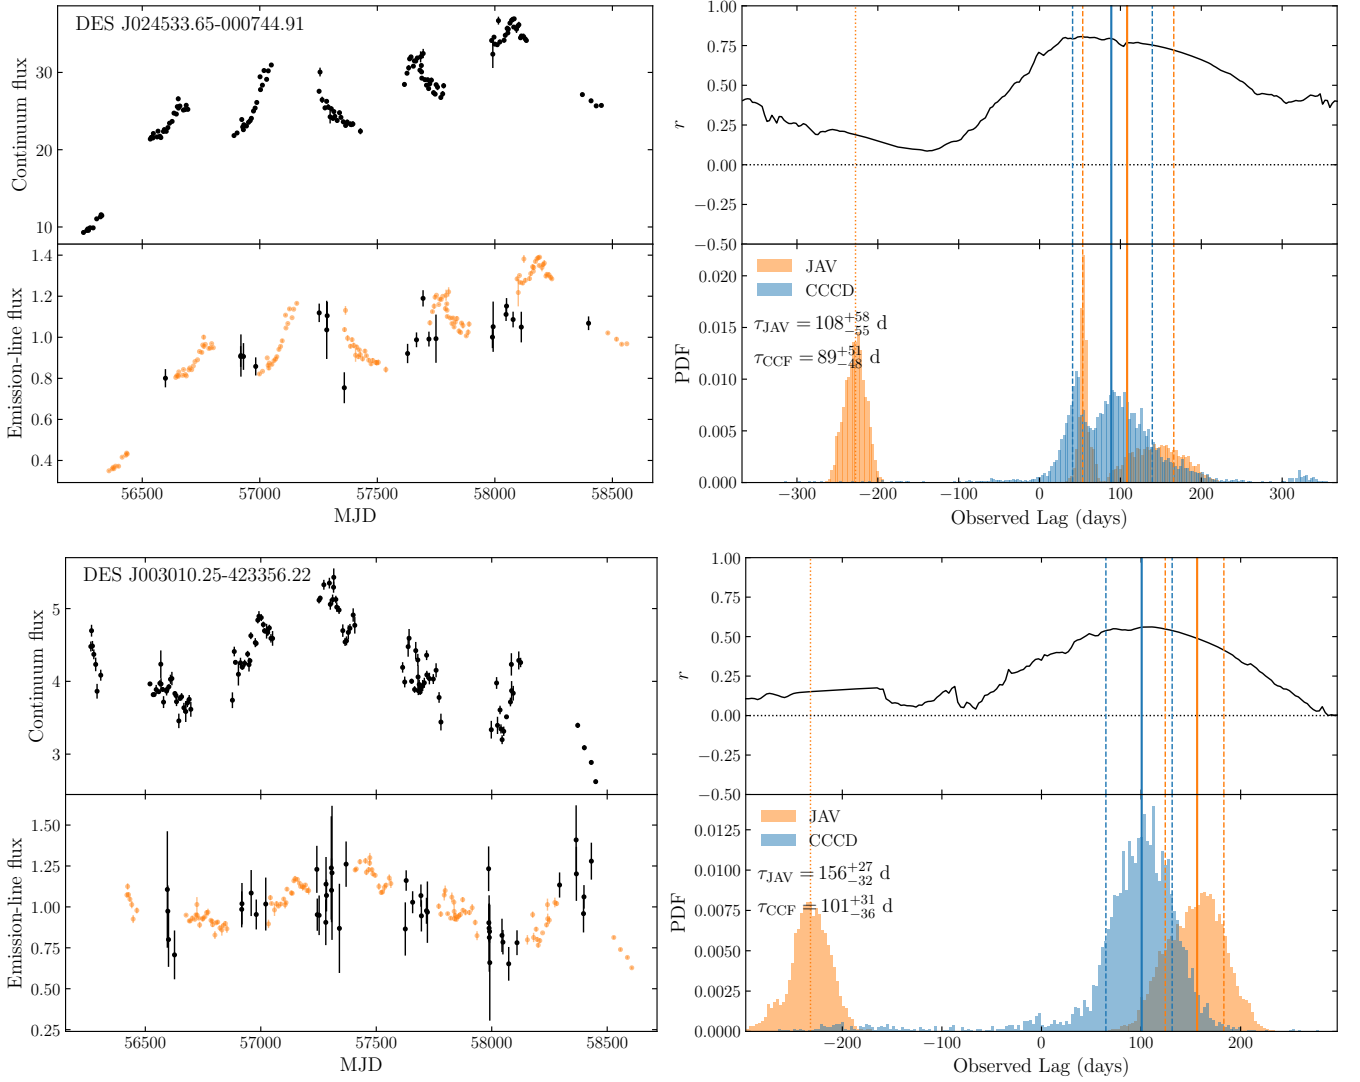 DES J024533.65-000744.91
Continuum flux
10
20
30
Emission-line flux
0.4
0.6
0.8
1.0
1.2
1.4
56500
57000
57500
58000
58500
MJD
r
1.00
0.75
0.50
0.25
0.00
−0.25
−0.50
PDF
0.020
0.015
0.010
0.005
0.000
JAV
CCCD
τJAV = 108+58−55 d
τCCF = 89+51−48 d
−300
−200
−100
0
100
200
300
Observed Lag (days)
DES J003010.25-423356.22
Continuum flux
5
4
3
Emission-line flux
1.50
1.25
1.00
0.75
0.50
0.25
56500
57000
57500
58000
58500
MJD
r
1.00
0.75
0.50
0.25
0.00
−0.25
−0.50
PDF
0.0125
0.0100
0.0075
0.0050
0.0025
0.0000
JAV
CCCD
τJAV = 156+27−32 d
τCCF = 101+31−36 d
−200
−100
0
100
200
Observed Lag (days)